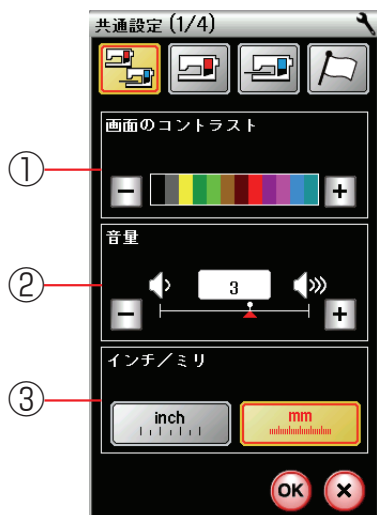 共通設定 (1/4)
① 画面のコントラスト
− +
② 音量
3
− +
③ インチ／ミリ
inch mm
OK ×